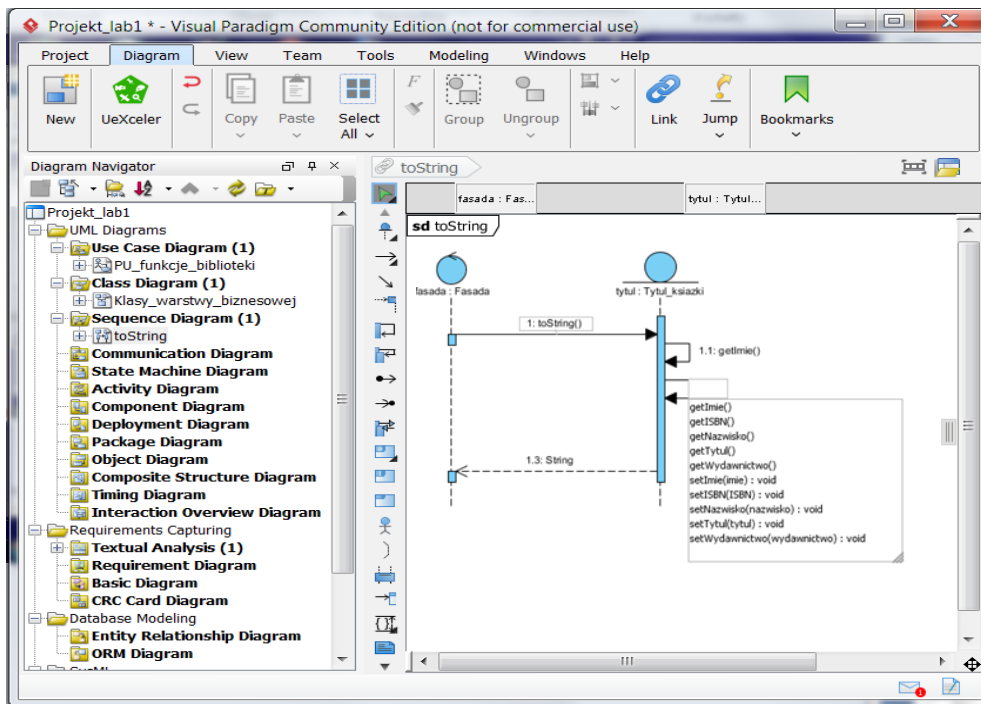 Projekt_lab1 * - Visual Paradigm Community Edition (not for commercial use)
Project Diagram View Team Tools Modeling Windows Help
New UeXceler Copy Paste Select All F Group Ungroup Link Jump Bookmarks
Diagram Navigator
toString
Projekt_lab1
UML Diagrams
Use Case Diagram (1)
PU_funkcje_biblioteki
Class Diagram (1)
Klasy_warstwy_biznesowej
Sequence Diagram (1)
toString
Communication Diagram
State Machine Diagram
Activity Diagram
Component Diagram
Deployment Diagram
Package Diagram
Object Diagram
Composite Structure Diagram
Timing Diagram
Interaction Overview Diagram
Requirements Capturing
Textual Analysis (1)
Requirement Diagram
Basic Diagram
CRC Card Diagram
Database Modeling
Entity Relationship Diagram
ORM Diagram
fasada : Fas... tytul : Tytul...
sd toString
fasada : Fasada tytul : Tytul_ksiazki
1: toString()
1.1: getImie()
getImie()
getISBN()
getNazwisko()
getTytul()
getWydawnictwo()
setImie(imie) : void
setISBN(ISBN) : void
setNazwisko(nazwisko) : void
setTytul(tytul) : void
setWydawnictwo(wydawnictwo) : void
1.3: String